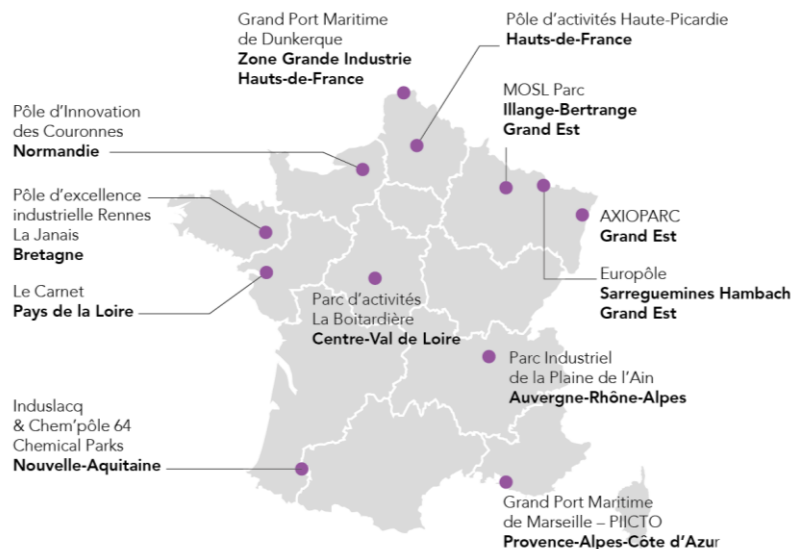 Grand Port Maritime
de Dunkerque
Zone Grande Industrie
Hauts-de-France
Pôle d'activités Haute-Picardie
Hauts-de-France
MOSL Parc
Illange-Bertrange
Grand Est
Pôle d'Innovation
des Couronnes
Normandie
Pôle d'excellence
industrielle Rennes
La Janais
Bretagne
AXIOPARC
Grand Est
Europôle
Sarreguemines Hambach
Grand Est
Le Carnet
Pays de la Loire
Parc d'activités
La Boitardière
Centre-Val de Loire
Parc Industriel
de la Plaine de l'Ain
Auvergne-Rhône-Alpes
Induslacq
& Chem'pôle 64
Chemical Parks
Nouvelle-Aquitaine
Grand Port Maritime
de Marseille – PIICTO
Provence-Alpes-Côte d'Azur